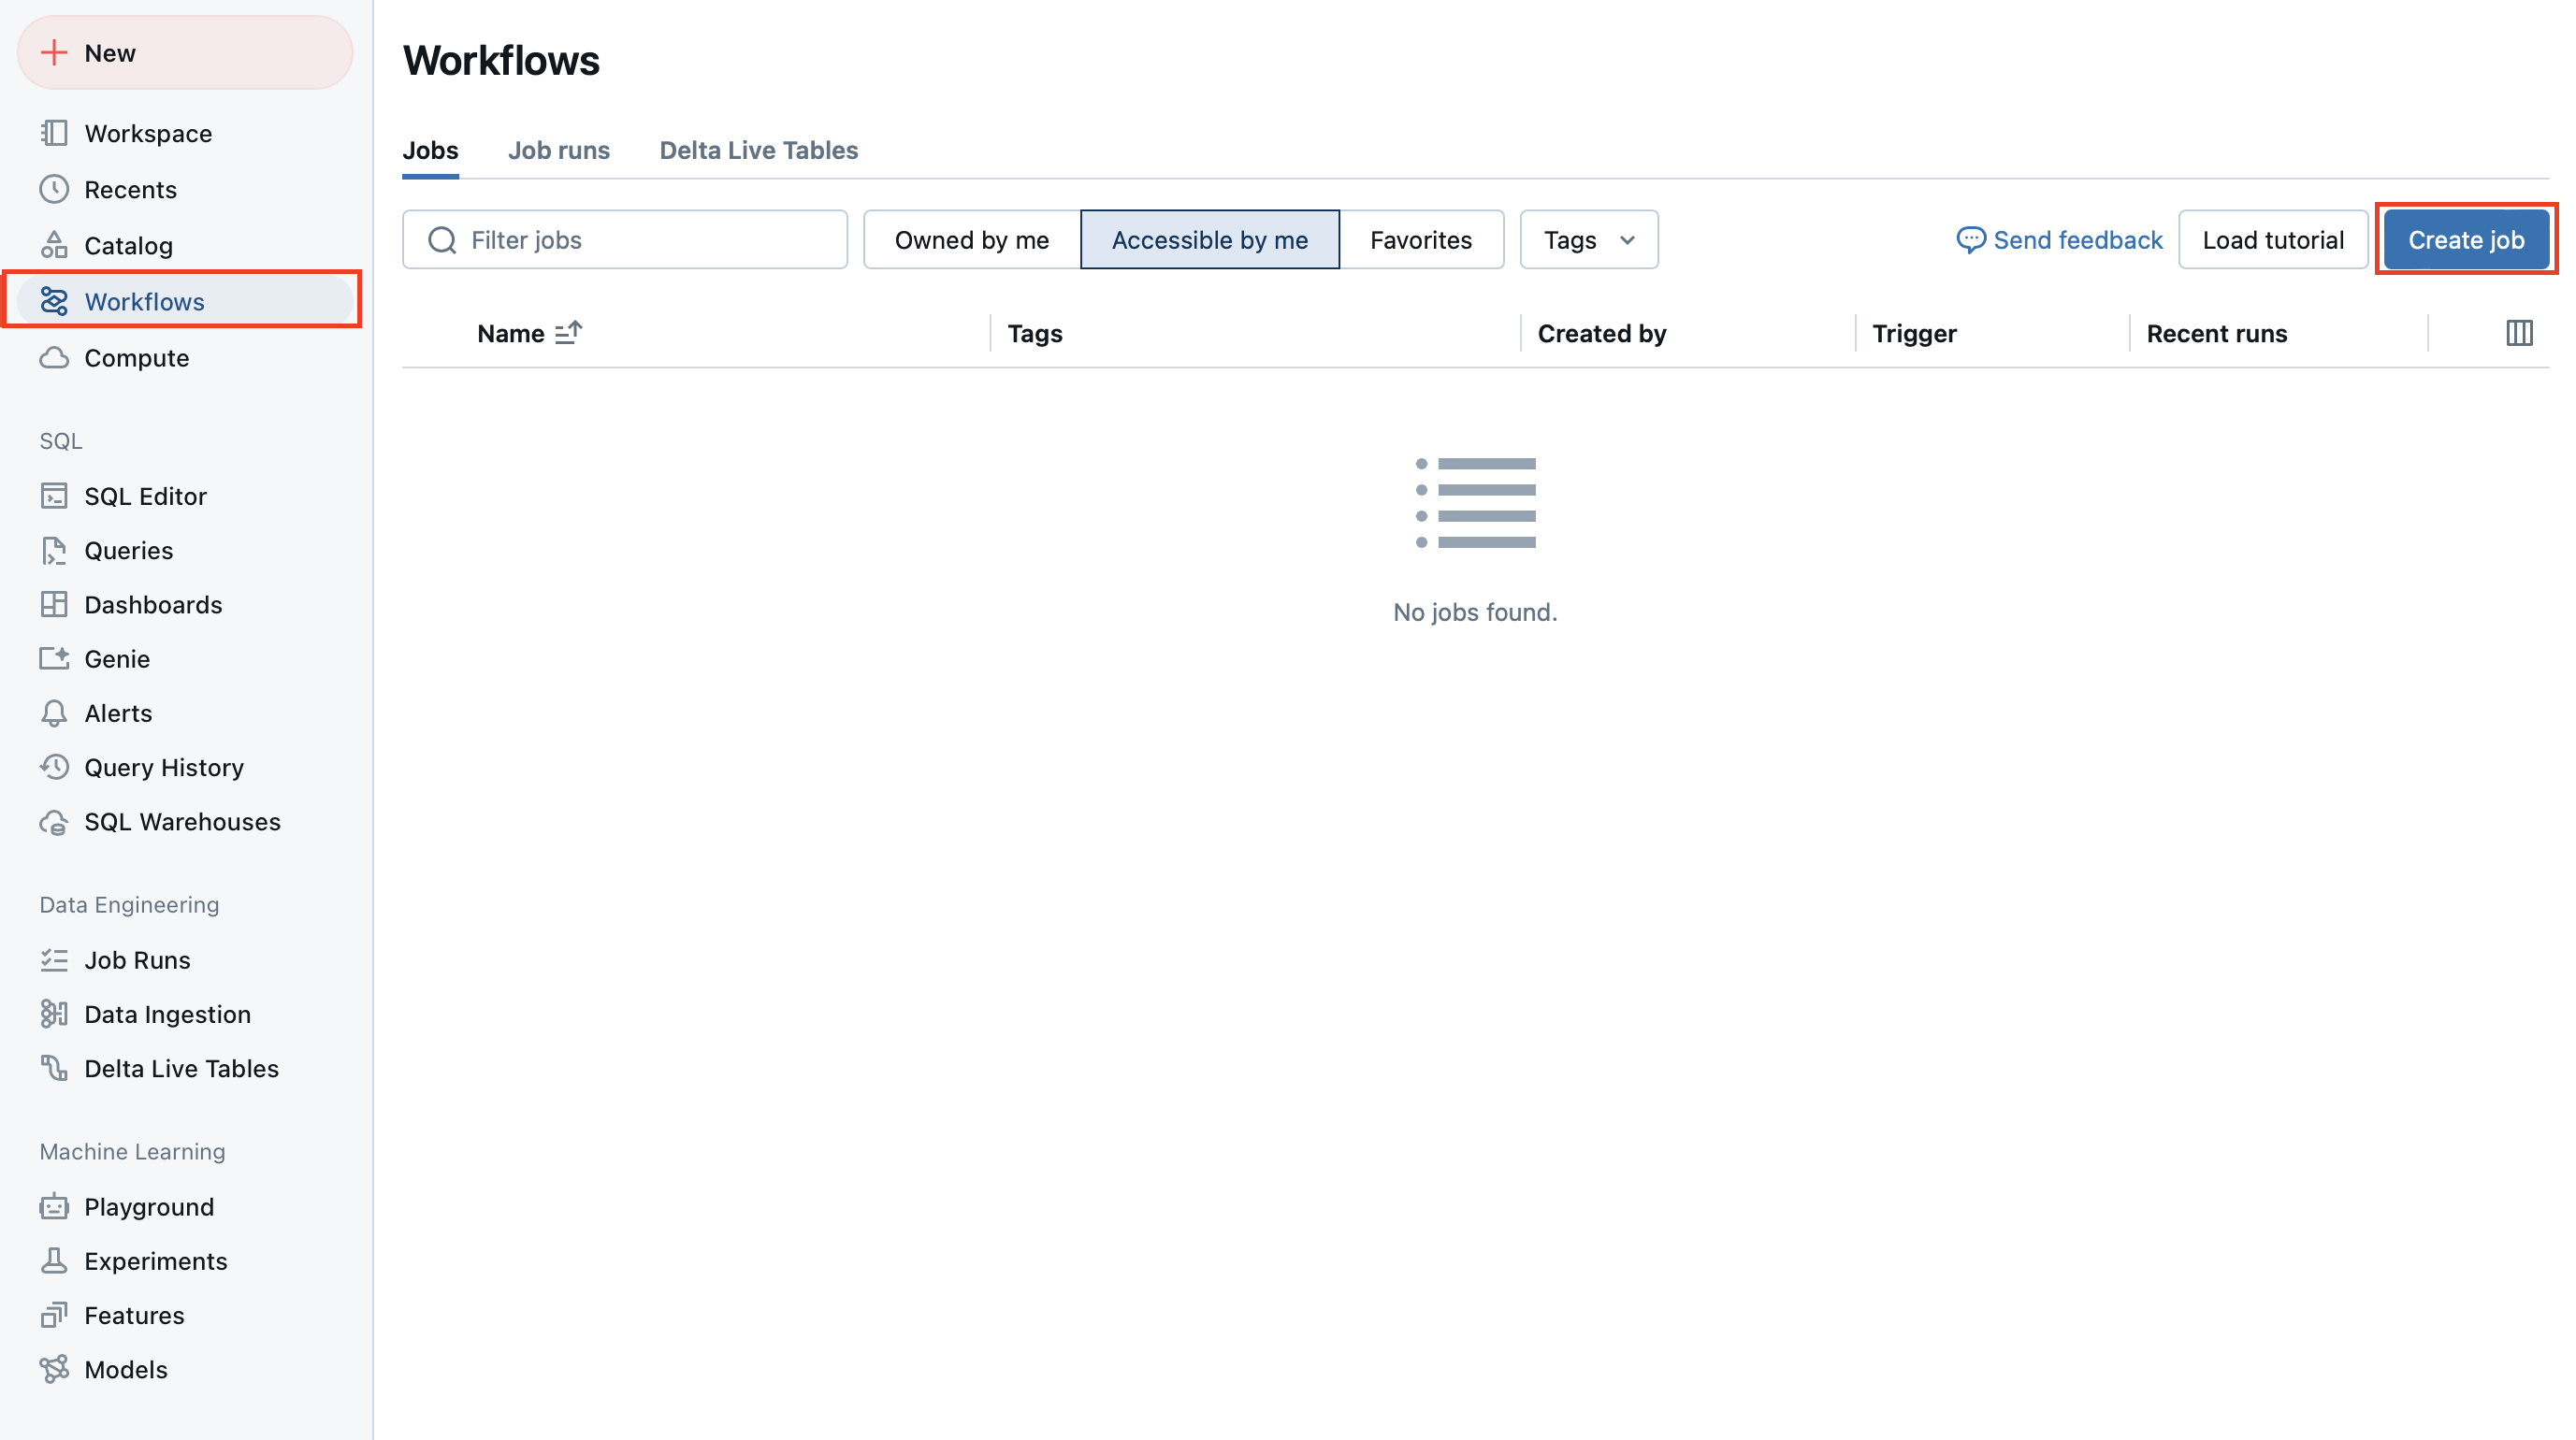 New
Workspace
Recents
Catalog
Workflows
Compute
SQL
SQL Editor
Queries
Dashboards
Genie
Alerts
Query History
SQL Warehouses
Data Engineering
Job Runs
Data Ingestion
Delta Live Tables
Machine Learning
Playground
Experiments
Features
Models
Workflows
Jobs Job runs Delta Live Tables
Filter jobs Owned by me Accessible by me Favorites Tags Send feedback Load tutorial Create job
Name Tags Created by Trigger Recent runs
No jobs found.